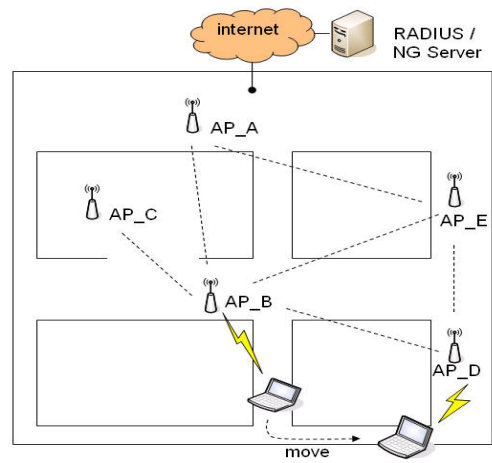 internet
RADIUS /
NG Server
AP_A
AP_C
AP_E
AP_B
AP_D
move